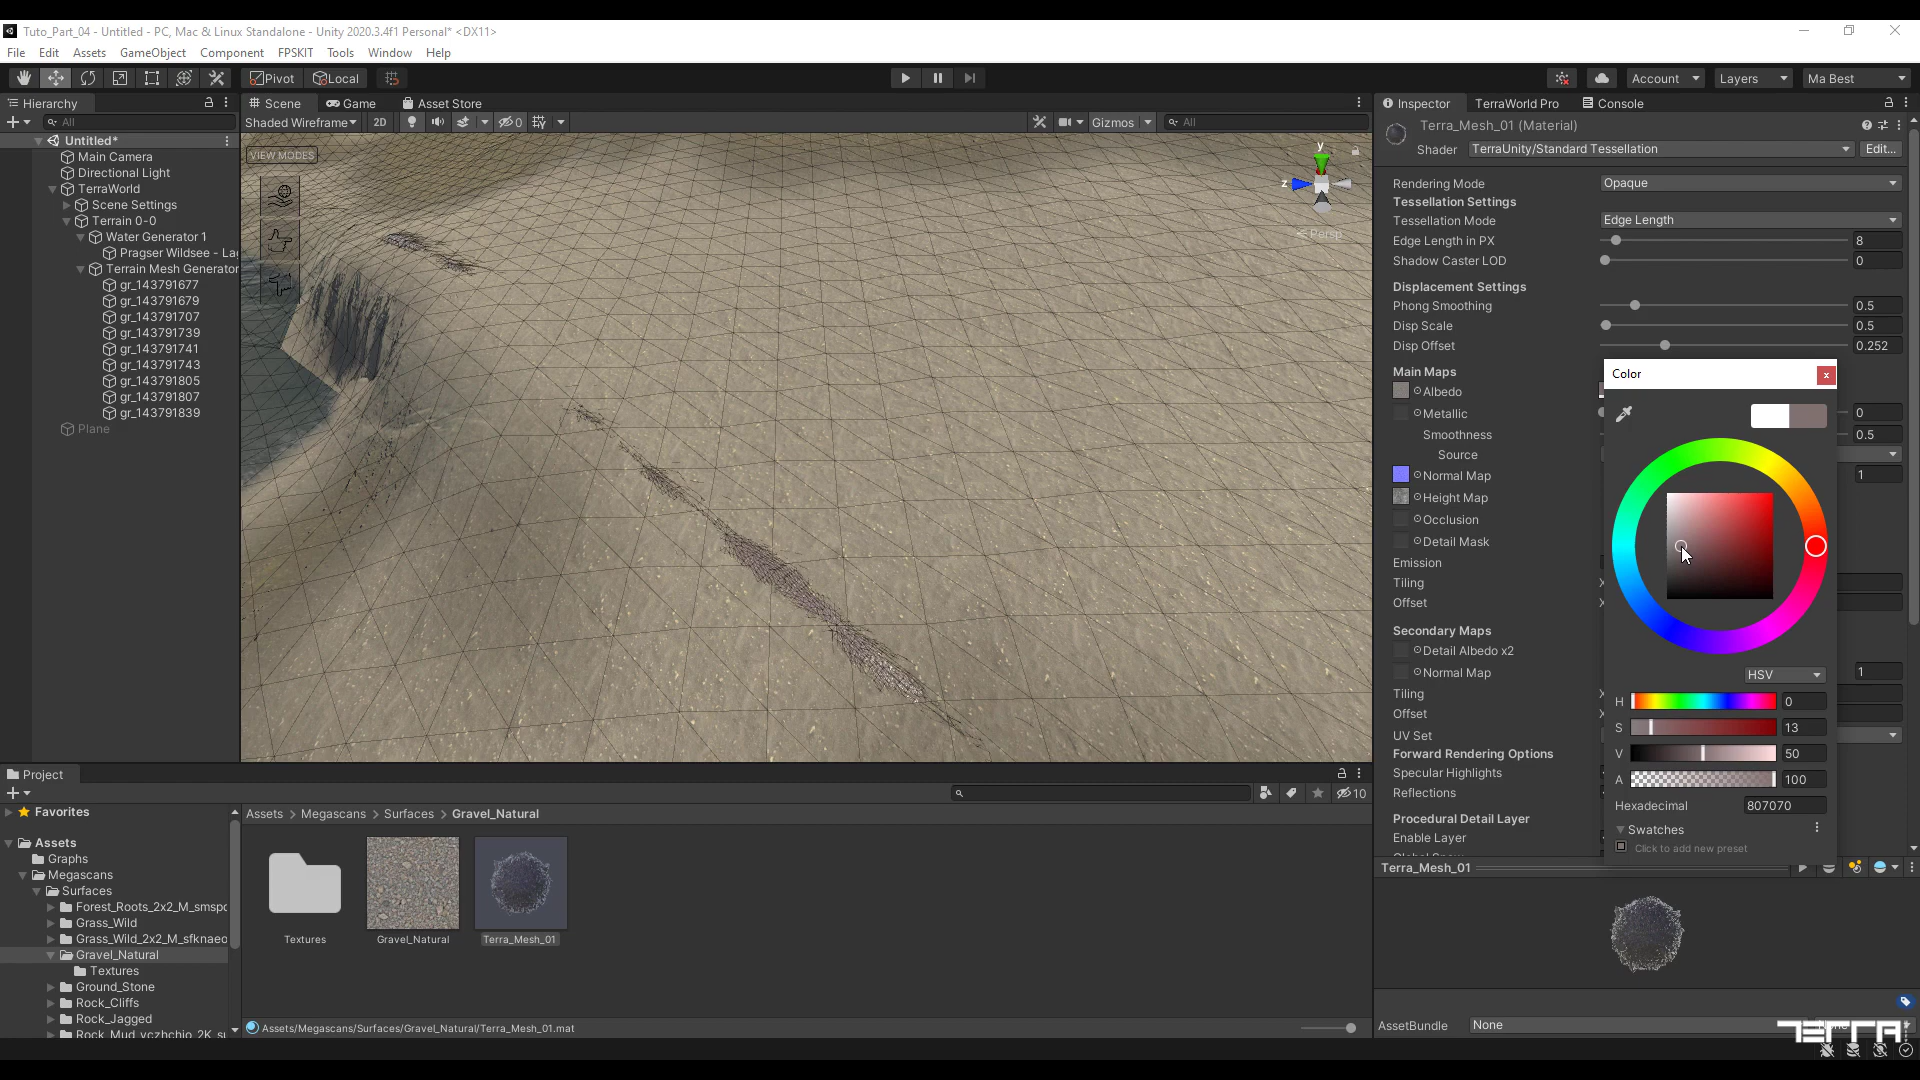 Tuto_Part_04 - Untitled - PC, Mac & Linux Standalone - Unity 2020.3.4f1 Personal* <DX11>
File Edit Assets GameObject Component FPSKIT Tools Window Help
Pivot Local Account Layers Ma Best
Hierarchy
All
Untitled*
Main Camera
Directional Light
TerraWorld
Scene Settings
Terrain 0-0
Water Generator 1
Pragser Wildsee - La
Terrain Mesh Generator
gr_143791677
gr_143791679
gr_143791707
gr_143791739
gr_143791741
gr_143791743
gr_143791805
gr_143791807
gr_143791839
Plane
Scene Game Asset Store
Shaded Wireframe 2D 0 Gizmos All
VIEW MODES
y
z
Persp
Inspector TerraWorld Pro Console
Terra_Mesh_01 (Material)
Shader TerraUnity/Standard Tessellation Edit...
Rendering Mode Opaque
Tessellation Settings
Tessellation Mode Edge Length
Edge Length in PX 8
Shadow Caster LOD 0
Displacement Settings
Phong Smoothing 0.5
Disp Scale 0.5
Disp Offset 0.252
Main Maps
Albedo
Metallic 0
Smoothness 0.5
Source
Normal Map 1
Height Map
Occlusion
Detail Mask
Emission
Tiling X
Offset X
Secondary Maps
Detail Albedo x2
Normal Map 1
Tiling X
Offset X
UV Set
Forward Rendering Options
Specular Highlights
Reflections
Procedural Detail Layer
Enable Layer
Color x
HSV
H 0
S 13
V 50
A 100
Hexadecimal 807070
Swatches
Click to add new preset
Terra_Mesh_01
AssetBundle None
TERRA
Project
10
Favorites
Assets
Graphs
Megascans
Surfaces
Forest_Roots_2x2_M_smspc
Grass_Wild
Grass_Wild_2x2_M_sfknaeo
Gravel_Natural
Textures
Ground_Stone
Rock_Cliffs
Rock_Jagged
Assets > Megascans > Surfaces > Gravel_Natural
Textures Gravel_Natural Terra_Mesh_01
Assets/Megascans/Surfaces/Gravel_Natural/Terra_Mesh_01.mat